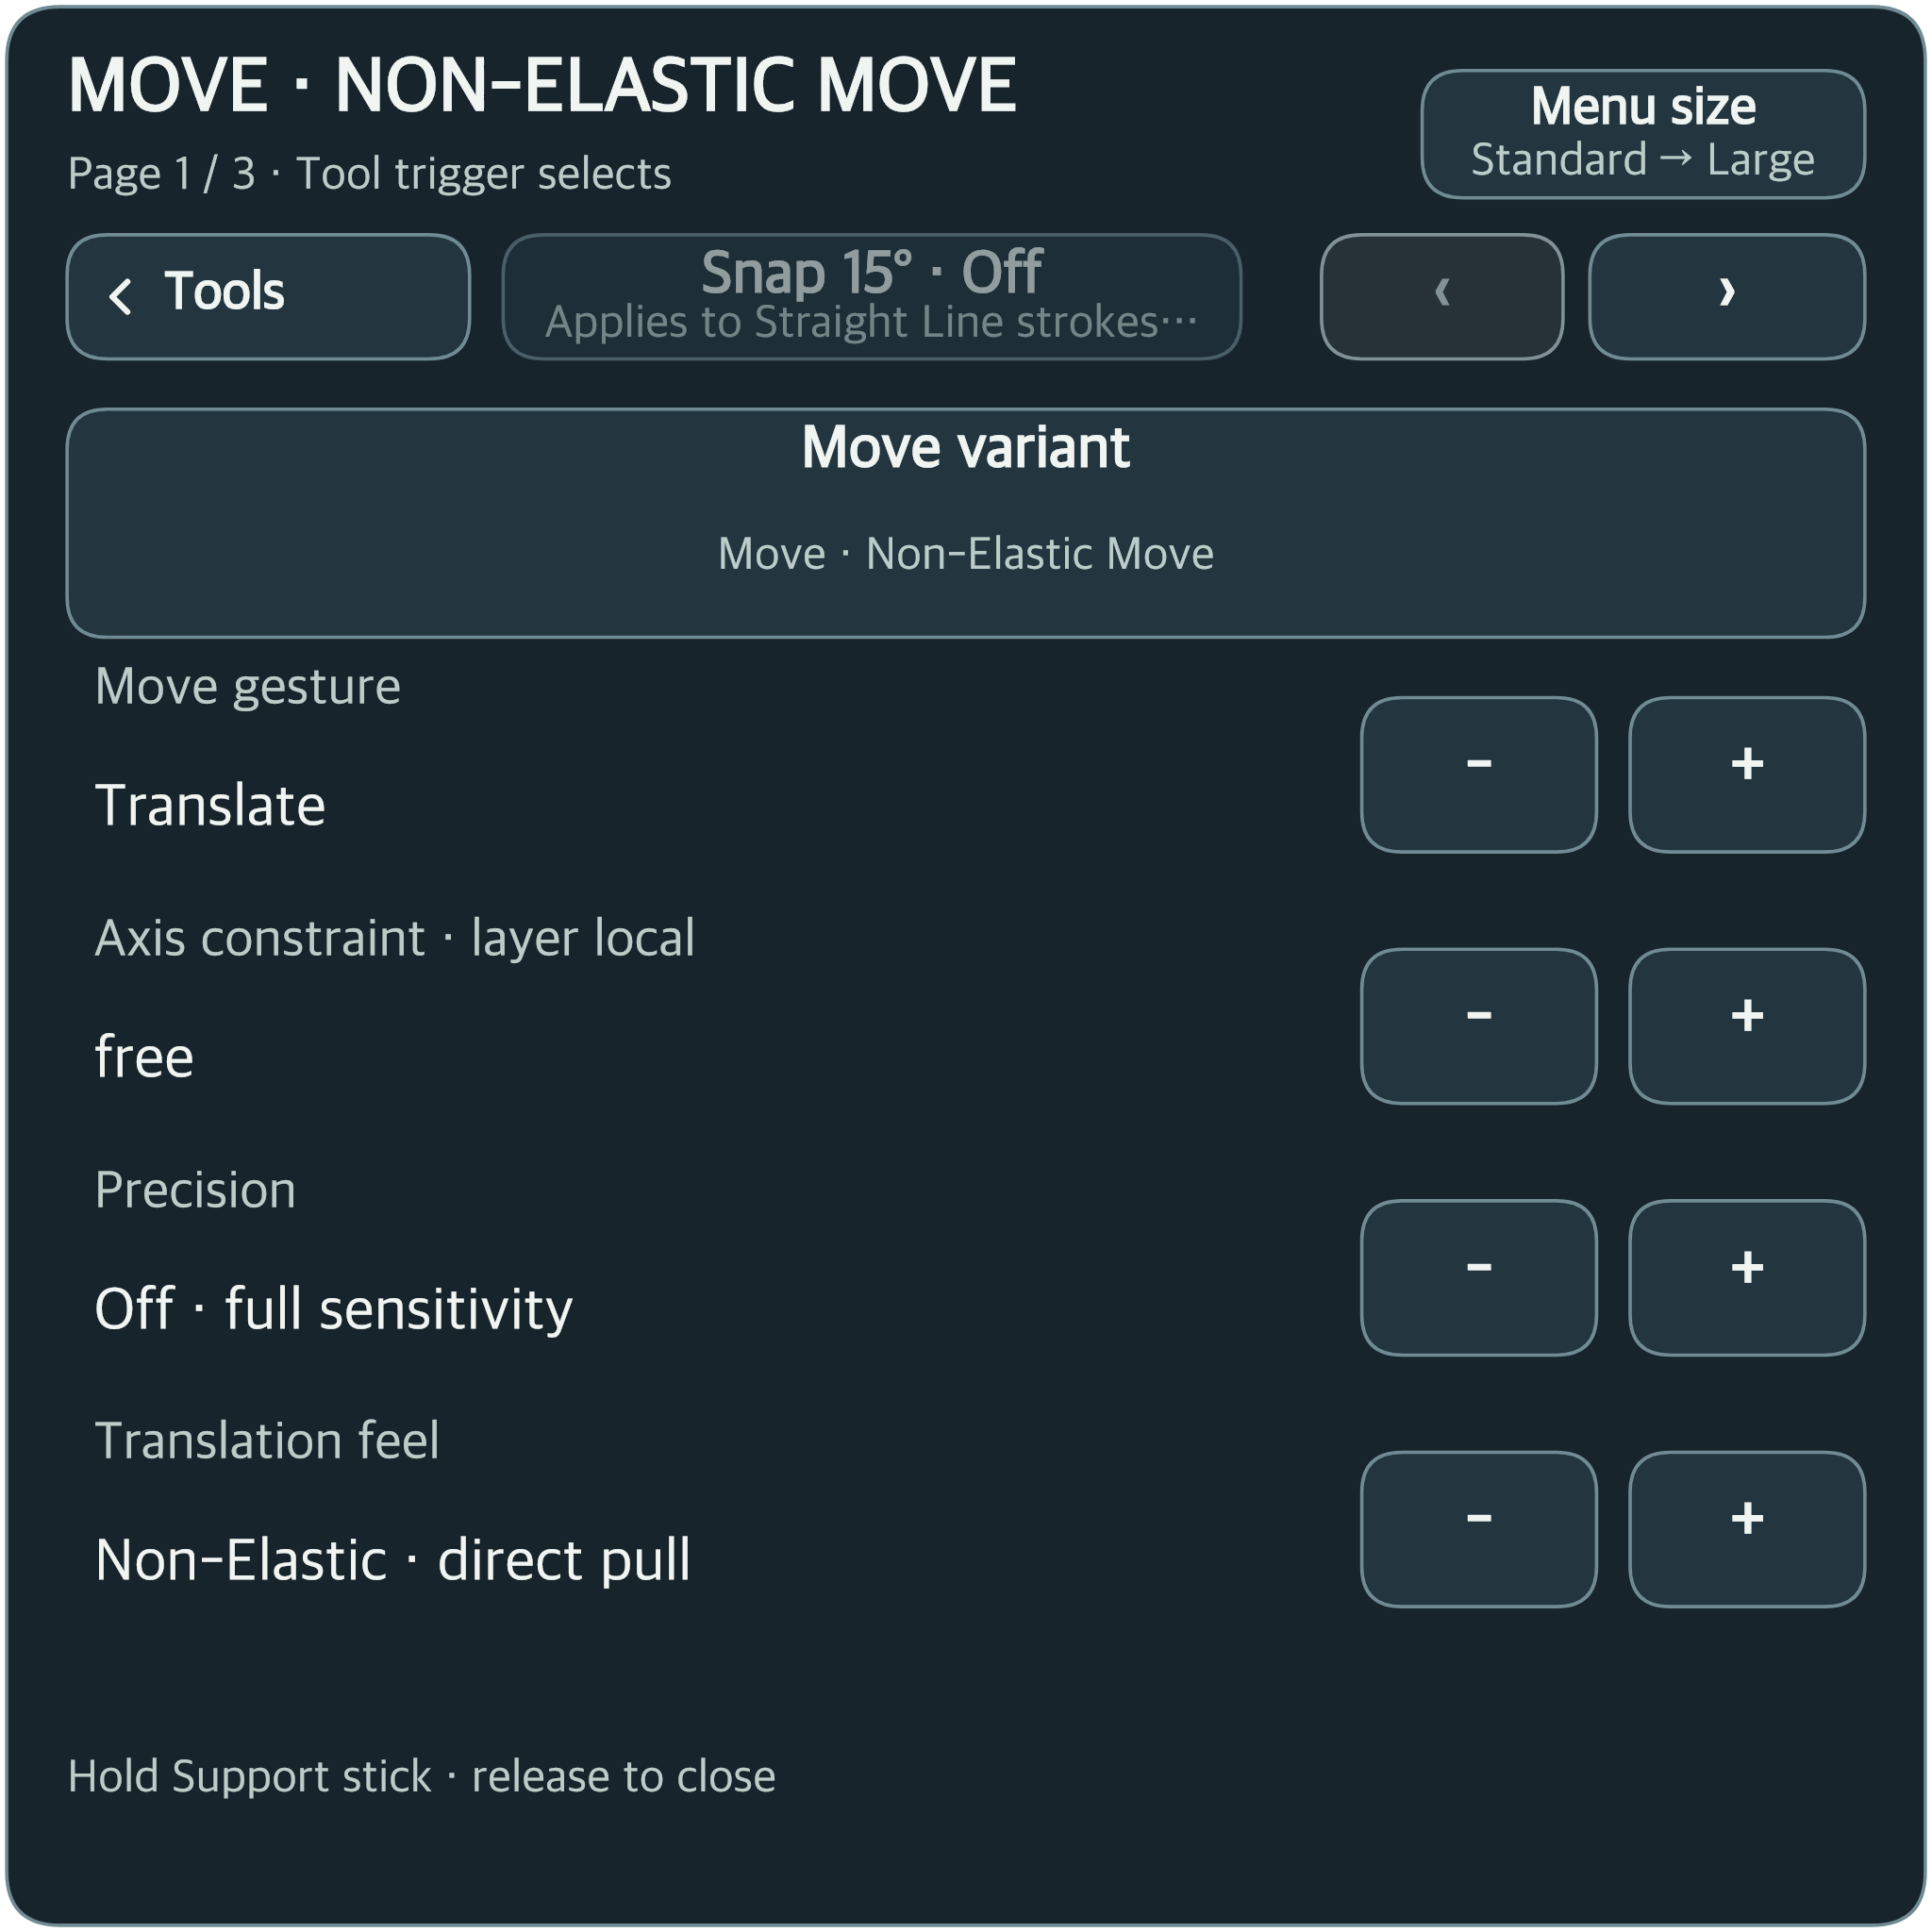 MOVE · NON-ELASTIC MOVE
Page 1 / 3 · Tool trigger selects
Menu size
Standard → Large
‹ Tools
Snap 15° · Off
Applies to Straight Line strokes…
‹
›
Move variant
Move · Non-Elastic Move
Move gesture
Translate
− +
Axis constraint · layer local
free
− +
Precision
Off · full sensitivity
− +
Translation feel
Non-Elastic · direct pull
− +
Hold Support stick · release to close